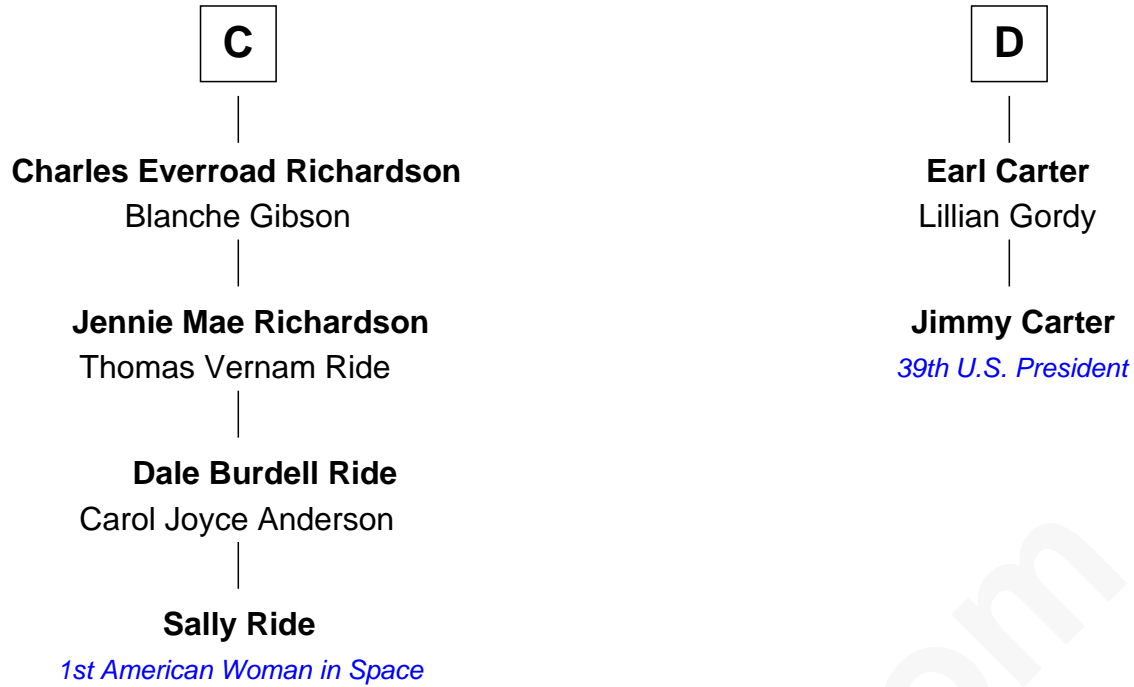 C
Charles Everroad Richardson
Blanche Gibson
Jennie Mae Richardson
Thomas Vernam Ride
Dale Burdell Ride
Carol Joyce Anderson
Sally Ride
1st American Woman in Space
D
Earl Carter
Lillian Gordy
Jimmy Carter
39th U.S. President
om